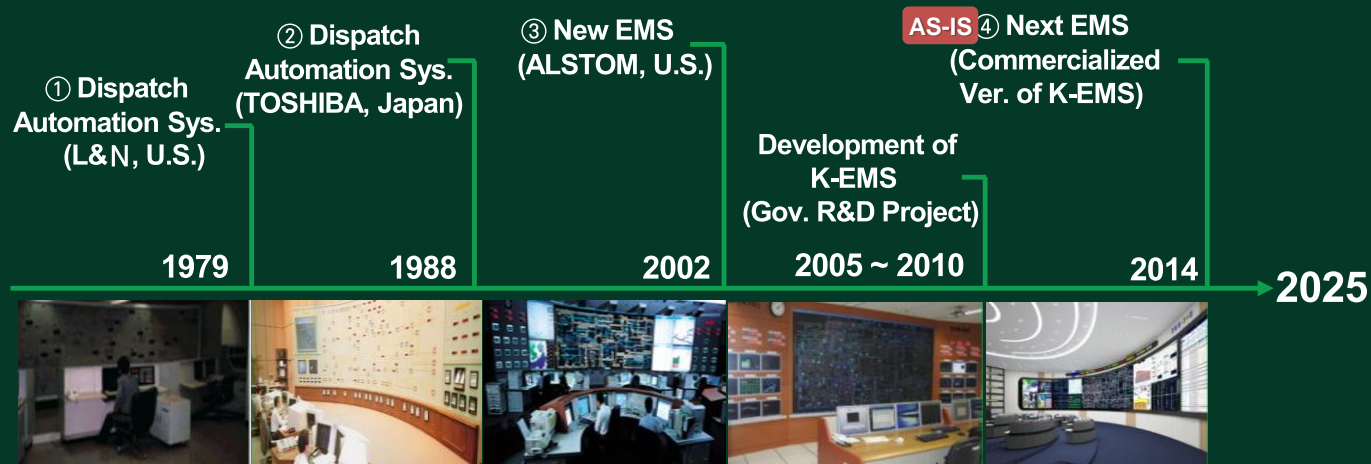 ① Dispatch
Automation Sys.
(L&N, U.S.)
1979
② Dispatch
Automation Sys.
(TOSHIBA, Japan)
1988
③ New EMS
(ALSTOM, U.S.)
2002
Development of
K-EMS
(Gov. R&D Project)
2005 ~ 2010
AS-IS
④ Next EMS
(Commercialized
Ver. of K-EMS)
2014
2025